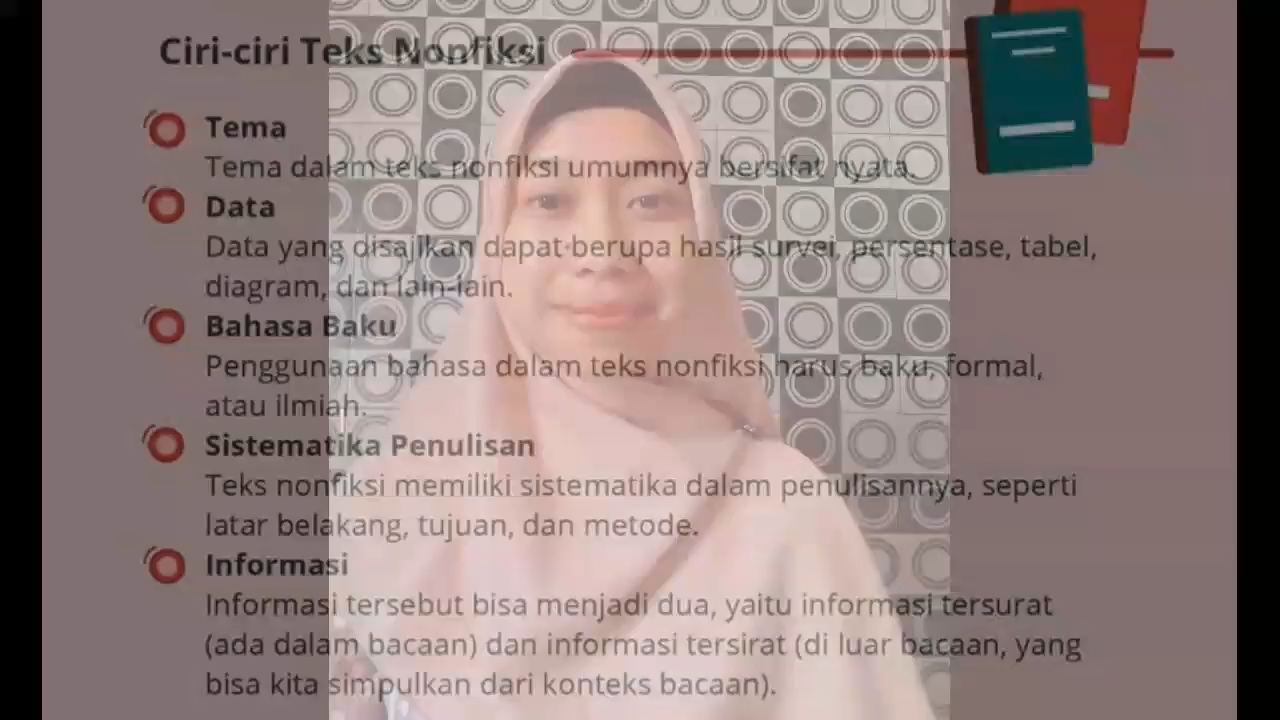 Ciri-ciri Teks Nonfiksi
Tema
Tema dalam teks nonfiksi umumnya bersifat nyata.
Data
Data yang disajikan dapat berupa hasil survei, persentase, tabel,
diagram, dan lain-lain.
Bahasa Baku
Penggunaan bahasa dalam teks nonfiksi harus baku, formal,
atau ilmiah.
Sistematika Penulisan
Teks nonfiksi memiliki sistematika dalam penulisannya, seperti
latar belakang, tujuan, dan metode.
Informasi
Informasi tersebut bisa menjadi dua, yaitu informasi tersurat
(ada dalam bacaan) dan informasi tersirat (di luar bacaan, yang
bisa kita simpulkan dari konteks bacaan).